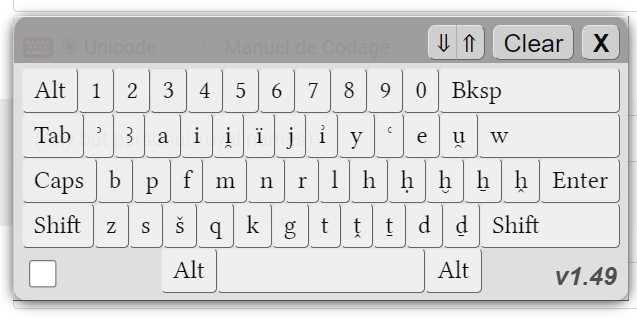 Unicode Manuel de Codage ⇓ ⇑ Clear X
Alt 1 2 3 4 5 6 7 8 9 0 Bksp
Tab ʾ ꜣ a i i̯ ï j ı͗ y ʿ e u̯ w
Caps b p f m n r l h ḥ ḫ ẖ h̭ Enter
Shift z s š q k g t ṱ ṯ d ḏ Shift
Alt Alt v1.49